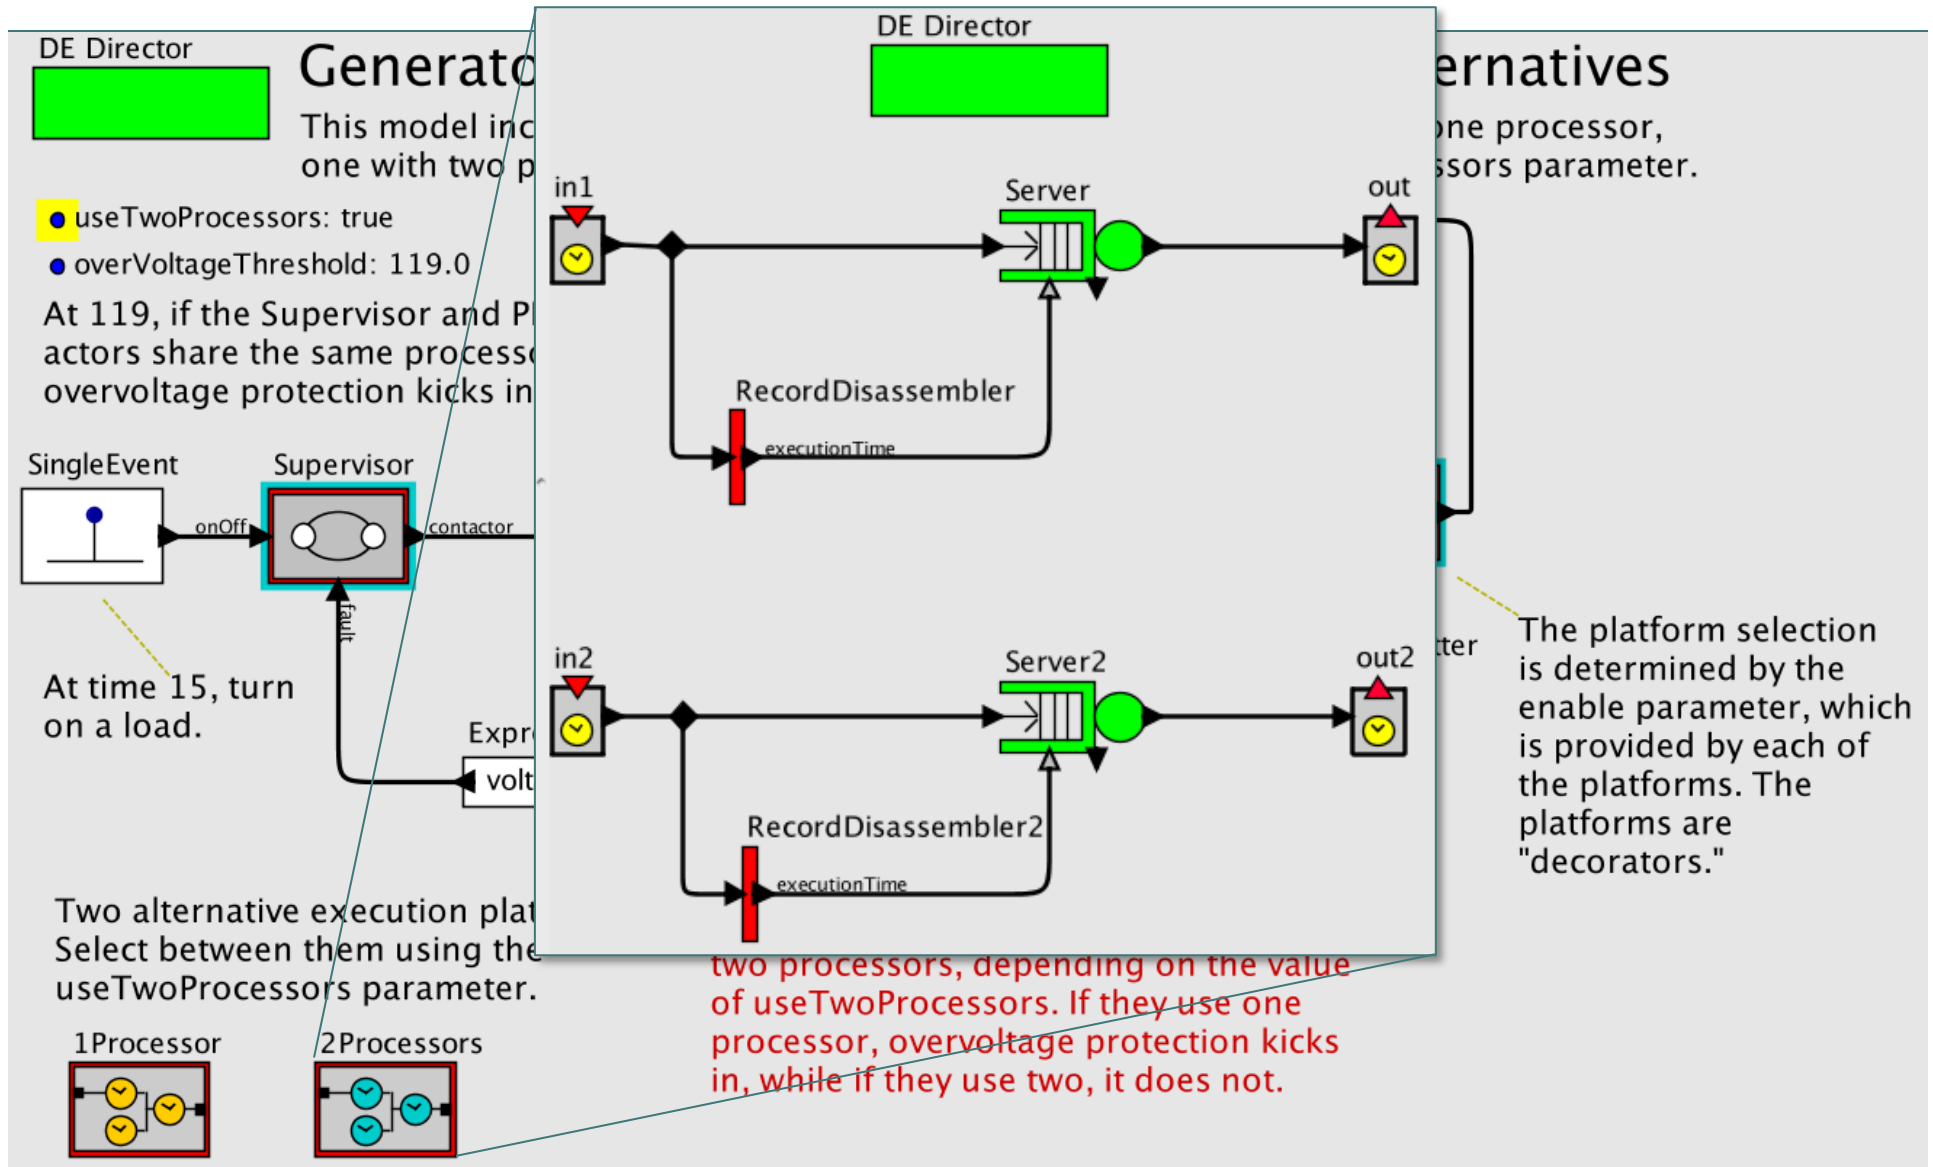 DE Director
Generato
ernatives
This model inc
one processor,
one with two p
ssors parameter.
useTwoProcessors: true
overVoltageThreshold: 119.0
At 119, if the Supervisor and Pl
actors share the same processo
overvoltage protection kicks in
SingleEvent
Supervisor
onOff
contactor
fault
At time 15, turn
on a load.
Expr
volt
Two alternative execution plat
Select between them using the
useTwoProcessors parameter.
1Processor
2Processors
DE Director
in1
Server
out
RecordDisassembler
executionTime
in2
Server2
out2
RecordDisassembler2
executionTime
two processors, depending on the value
of useTwoProcessors. If they use one
processor, overvoltage protection kicks
in, while if they use two, it does not.
tter
The platform selection
is determined by the
enable parameter, which
is provided by each of
the platforms. The
platforms are
"decorators."